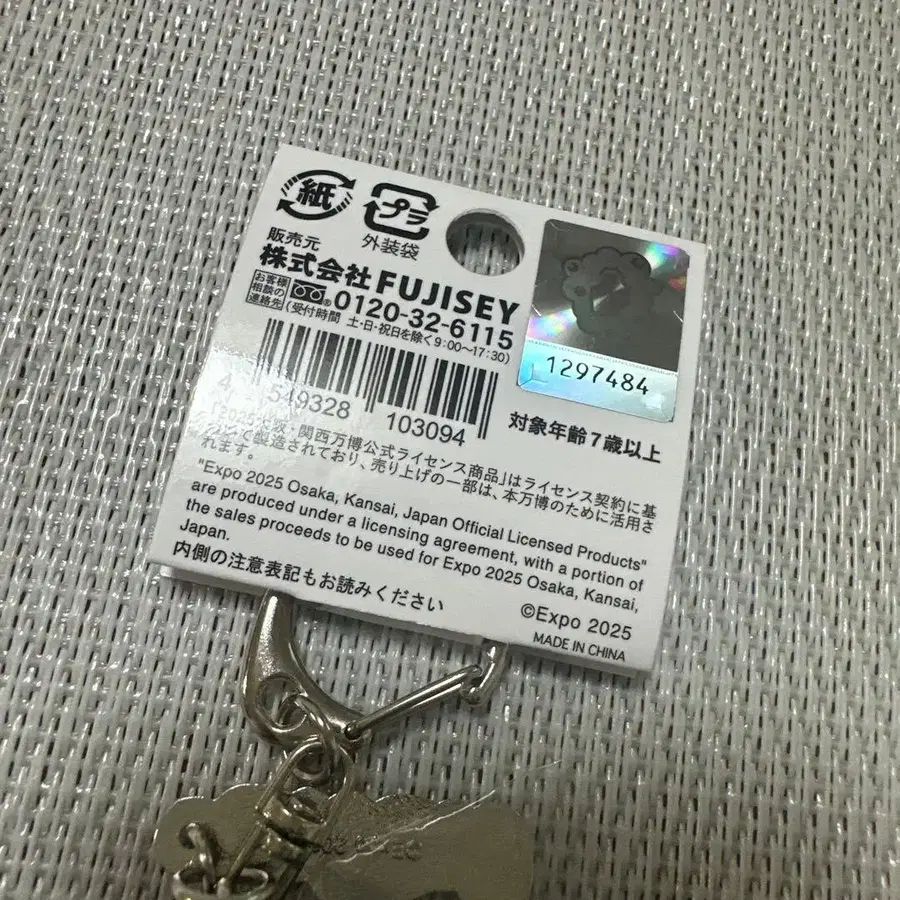 紙
プラ
外装袋
販売元
株式会社FUJISEY
お客様
相談の
連絡先
0120-32-6115
(受付時間 土・日・祝日を除く9:00~17:30)
4 549328 103094
1297484
対象年齢7歳以上
「2025大阪・関西万博公式ライセンス商品」はライセンス契約に基
づいて製造されており、売り上げの一部は、本万博のために活用さ
れます。
"Expo 2025 Osaka, Kansai, Japan Official Licensed Products"
are produced under a licensing agreement, with a portion of
the sales proceeds to be used for Expo 2025 Osaka, Kansai,
Japan.
内側の注意表記もお読みください
©Expo 2025
MADE IN CHINA